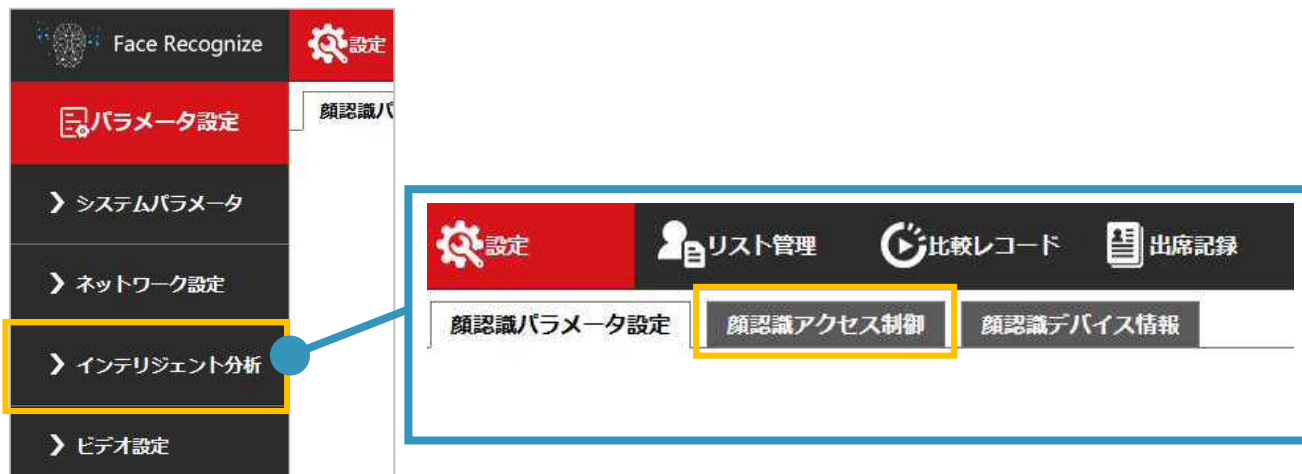 Face Recognize
設定
パラメータ設定
顔認識パ
システムパラメータ
ネットワーク設定
インテリジェント分析
ビデオ設定
設定
リスト管理
比較レコード
出席記録
顔認識パラメータ設定
顔認識アクセス制御
顔認識デバイス情報